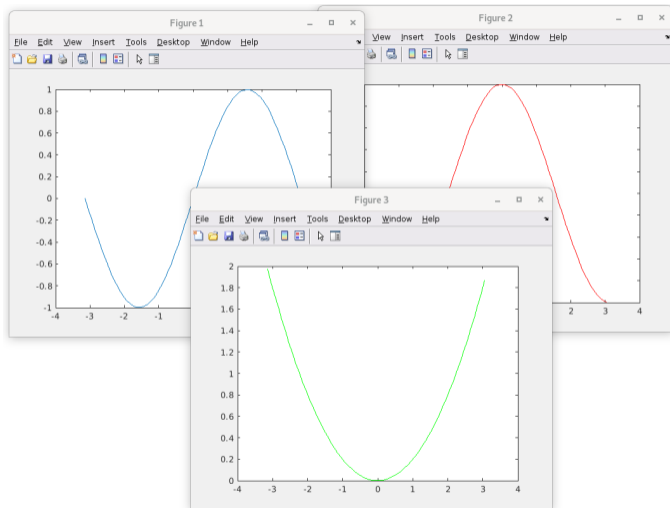 Figure 1
File Edit View Insert Tools Desktop Window Help
1
0.8
0.6
0.4
0.2
0
-0.2
-0.4
-0.6
-0.8
-1
-4 -3 -2 -1
Figure 2
View Insert Tools Desktop Window Help
2 3 4
Figure 3
File Edit View Insert Tools Desktop Window Help
2
1.8
1.6
1.4
1.2
1
0.8
0.6
0.4
0.2
0
-4 -3 -2 -1 0 1 2 3 4